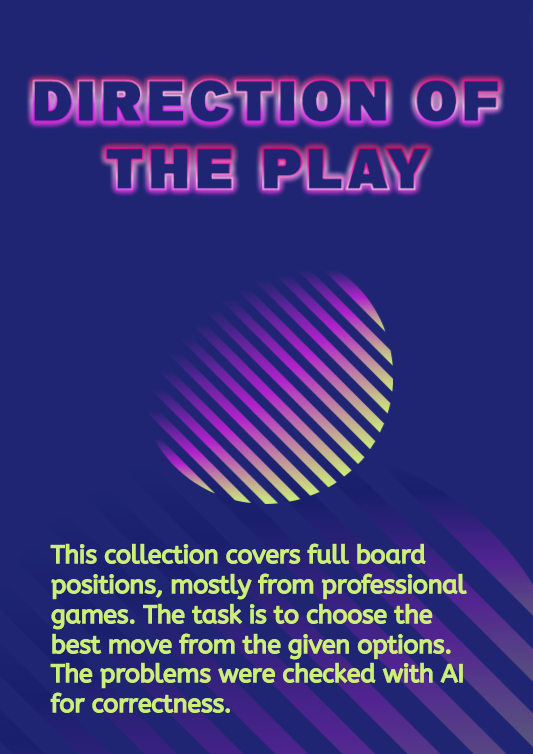 DIRECTION OF
THE PLAY
This collection covers full board
positions, mostly from professional
games. The task is to choose the
best move from the given options.
The problems were checked with AI
for correctness.